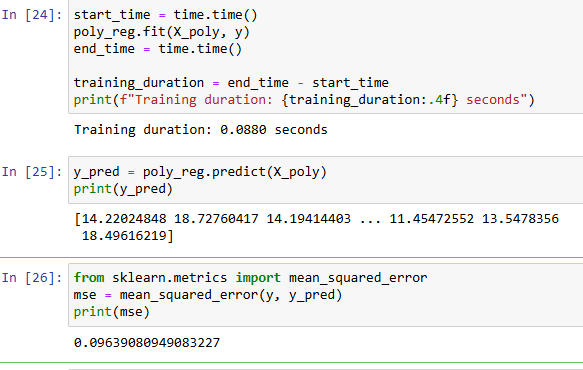 In [24]: start_time = time.time()
poly_reg.fit(X_poly, y)
end_time = time.time()
training_duration = end_time - start_time
print(f"Training duration: {training_duration:.4f} seconds")
Training duration: 0.0880 seconds
In [25]: y_pred = poly_reg.predict(X_poly)
print(y_pred)
[14.22024848 18.72760417 14.19414403 ... 11.45472552 13.5478356
18.49616219]
In [26]: from sklearn.metrics import mean_squared_error
mse = mean_squared_error(y, y_pred)
print(mse)
0.09639080949083227